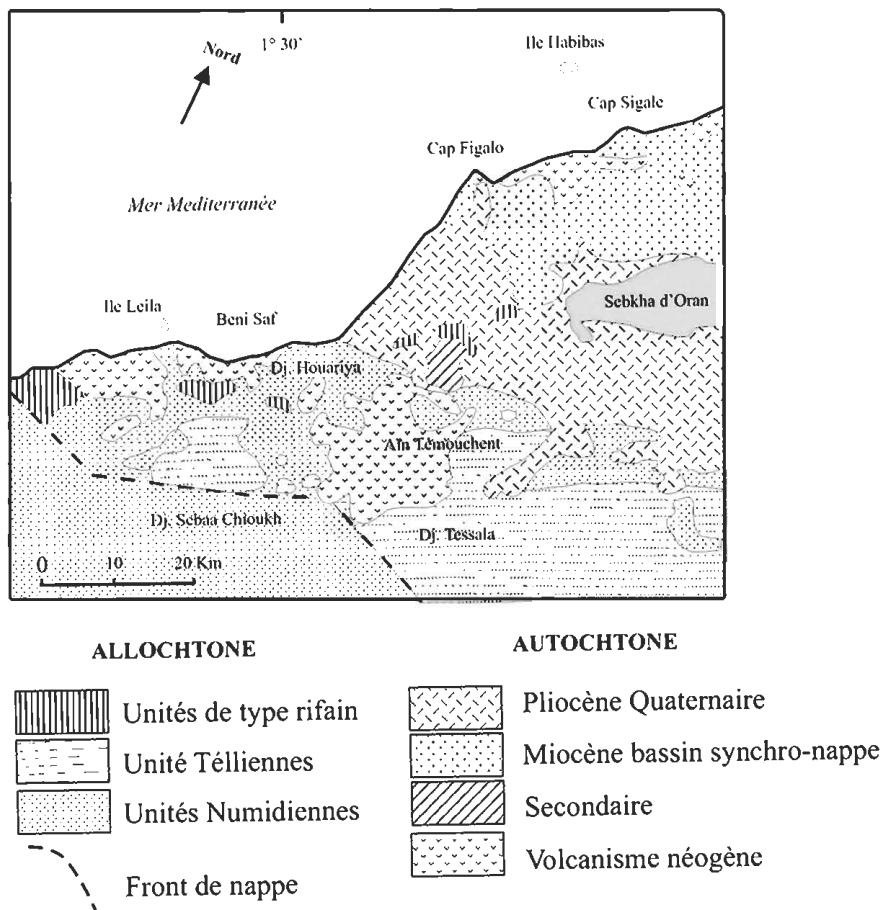 Nord
1° 30'
Ile Habibas
Cap Sigale
Cap Figalo
Mer Mediterranée
Ile Leila
Beni Saf
Sebkha d'Oran
Dj. Houariya
Aïn Témouchent
Dj. Sebaa Chioukh
Dj. Tessala
0 10 20 Km
ALLOCHTONE
Unités de type rifain
Unité Télliennes
Unités Numidiennes
Front de nappe
AUTOCHTONE
Pliocène Quaternaire
Miocène bassin synchro-nappe
Secondaire
Volcanisme néogène